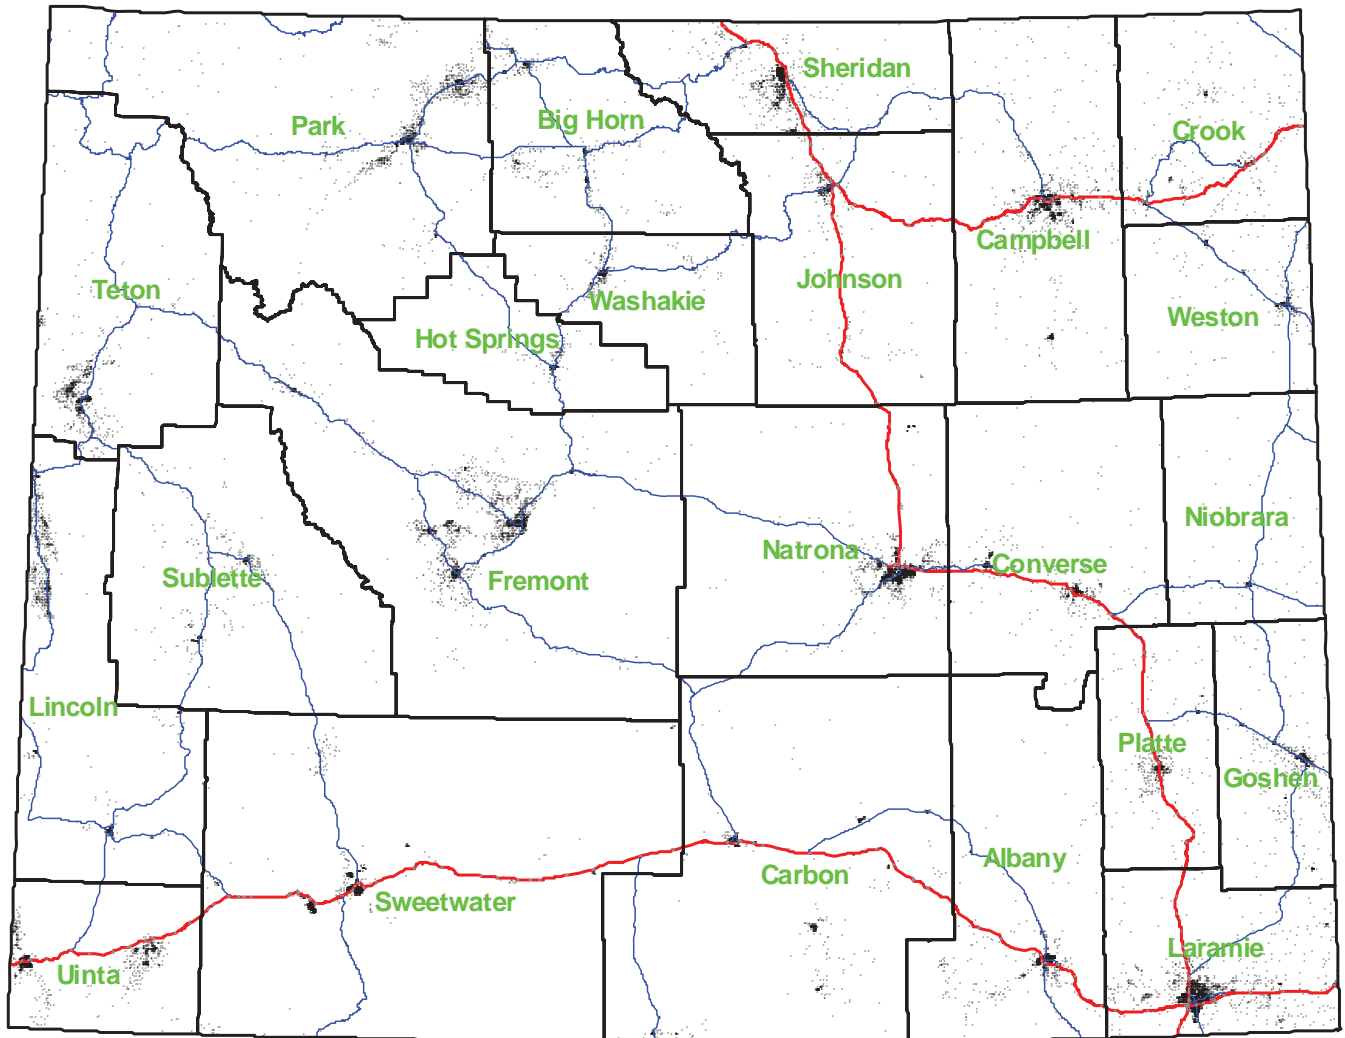 Sheridan
Park
Big Horn
Crook
Campbell
Teton
Johnson
Washakie
Weston
Hot Springs
Niobrara
Natrona
Converse
Sublette
Fremont
Lincoln
Platte
Goshen
Albany
Carbon
Sweetwater
Laramie
Uinta